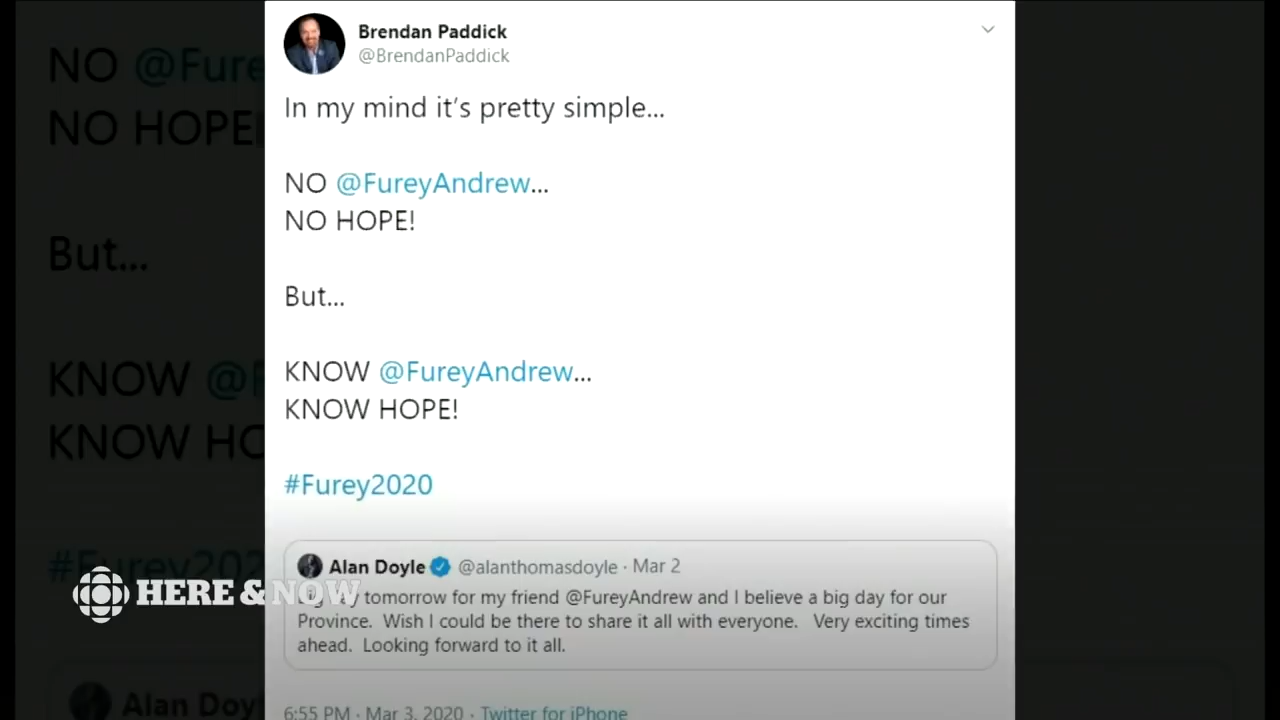 Brendan Paddick
@BrendanPaddick
In my mind it's pretty simple...
NO @FureyAndrew...
NO HOPE!
But...
KNOW @FureyAndrew...
KNOW HOPE!
#Furey2020
Alan Doyle @alanthomasdoyle · Mar 2
Big day tomorrow for my friend @FureyAndrew and I believe a big day for our
Province. Wish I could be there to share it all with everyone. Very exciting times
ahead. Looking forward to it all.
6:55 PM · Mar 3, 2020 · Twitter for iPhone
HERE & NOW
NO @Fure
NO HOPE
But...
KNOW @F
KNOW HO
#Furey202
Alan Doyl